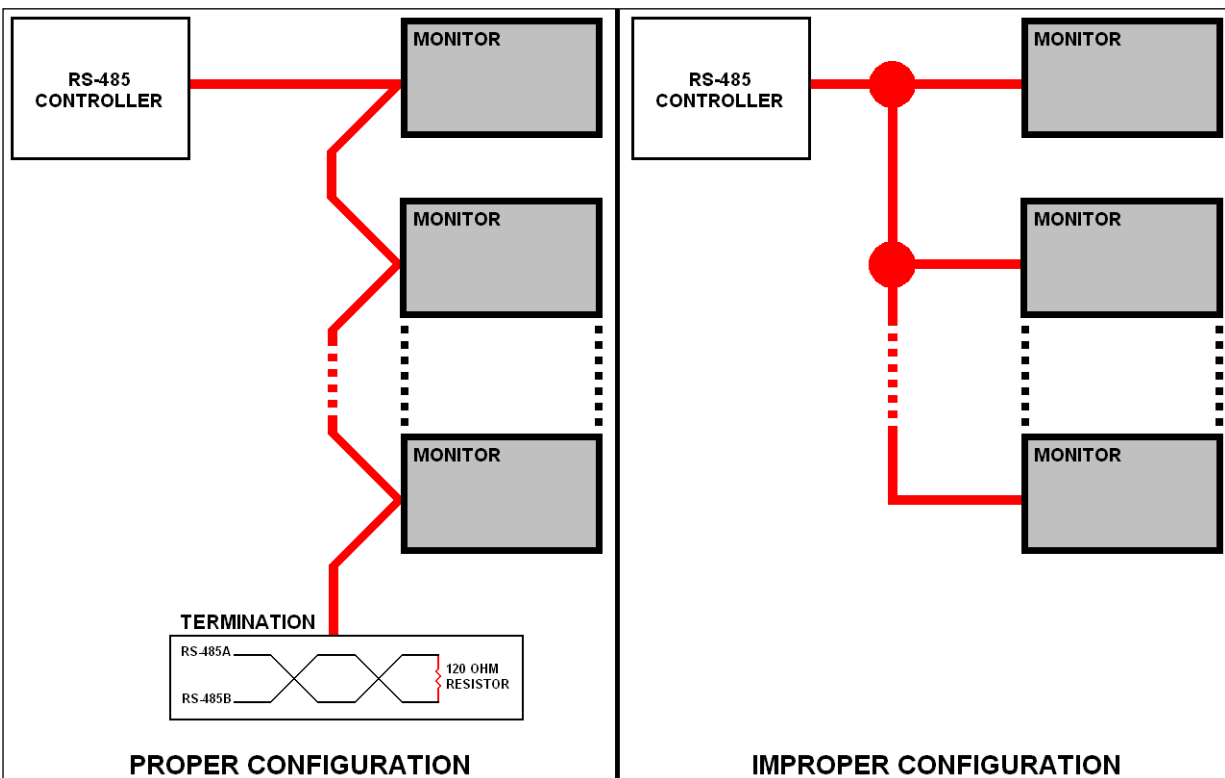 RS-485
CONTROLLER
MONITOR
MONITOR
MONITOR
TERMINATION
RS-485A
RS-485B
120 OHM
RESISTOR
PROPER CONFIGURATION
RS-485
CONTROLLER
MONITOR
MONITOR
MONITOR
IMPROPER CONFIGURATION